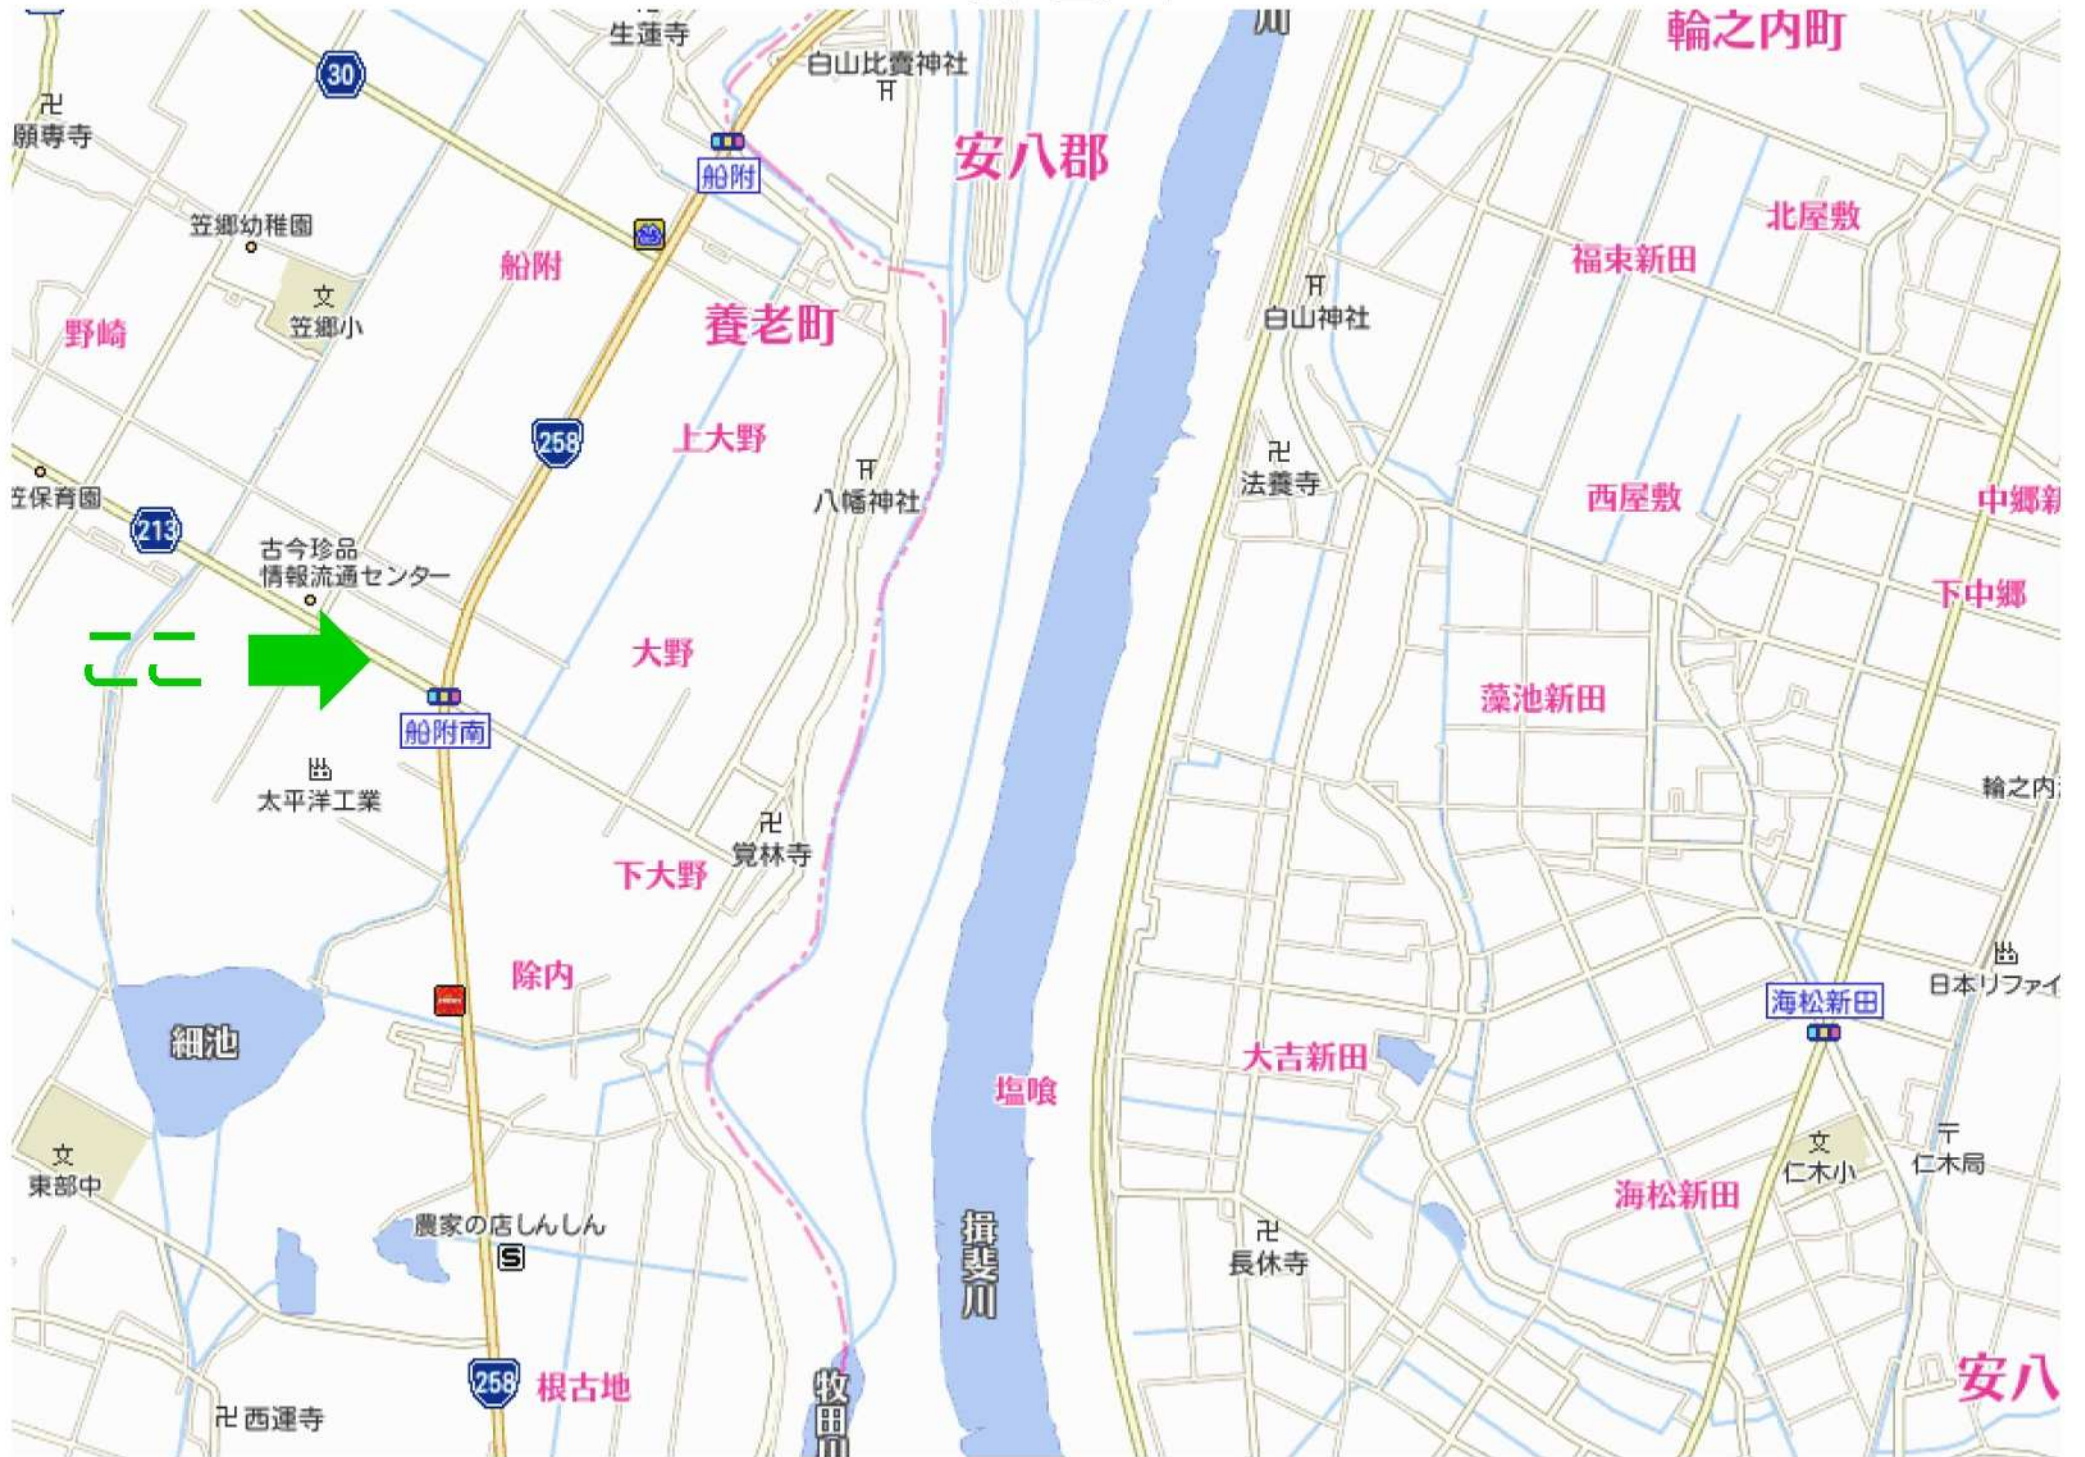 川
輪之内町
生蓮寺
白山比賣神社
30
願専寺
安八郡
船附
笠郷幼稚園
船附
北屋敷
福束新田
文
笠郷小
野崎
養老町
白山神社
258
上大野
八幡神社
法養寺
西屋敷
中郷新
笠保育園
213
古今珍品
情報流通センター
下中郷
ここ
大野
藻池新田
船附南
太平洋工業
輪之内
覚林寺
下大野
除内
日本リファイ
海松新田
細池
大吉新田
塩喰
文
東部中
文
仁木小
〒
仁木局
海松新田
農家の店しんしん
S
揖斐川
長休寺
258
根古地
牧田川
安八
西運寺